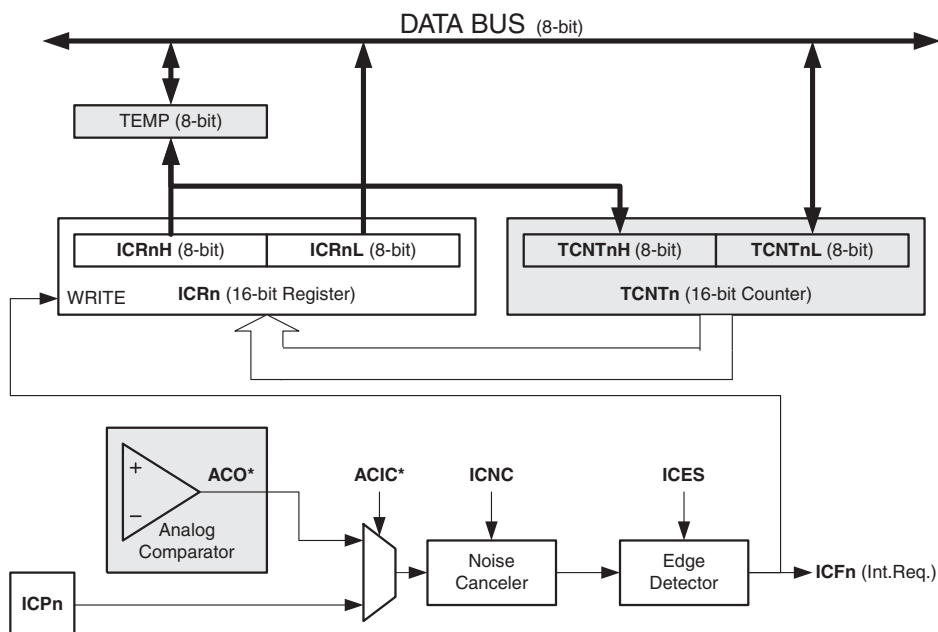 DATA BUS (8-bit)
TEMP (8-bit)
ICRnH (8-bit)
ICRnL (8-bit)
TCNTnH (8-bit)
TCNTnL (8-bit)
WRITE
ICRn (16-bit Register)
TCNTn (16-bit Counter)
+
−
ACO*
Analog
Comparator
ACIC*
ICNC
ICES
Noise
Canceler
Edge
Detector
ICFn (Int.Req.)
ICPn